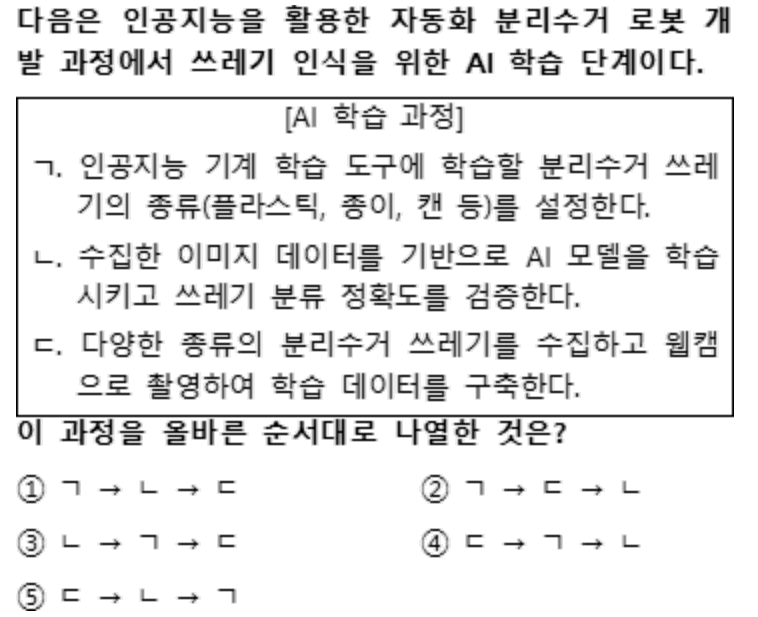 다음은 인공지능을 활용한 자동화 분리수거 로봇 개
발 과정에서 쓰레기 인식을 위한 AI 학습 단계이다.
[AI 학습 과정]
ㄱ. 인공지능 기계 학습 도구에 학습할 분리수거 쓰레
기의 종류(플라스틱, 종이, 캔 등)를 설정한다.
ㄴ. 수집한 이미지 데이터를 기반으로 AI 모델을 학습
시키고 쓰레기 분류 정확도를 검증한다.
ㄷ. 다양한 종류의 분리수거 쓰레기를 수집하고 웹캠
으로 촬영하여 학습 데이터를 구축한다.
이 과정을 올바른 순서대로 나열한 것은?
① ㄱ → ㄴ → ㄷ ② ㄱ → ㄷ → ㄴ
③ ㄴ → ㄱ → ㄷ ④ ㄷ → ㄱ → ㄴ
⑤ ㄷ → ㄴ → ㄱ